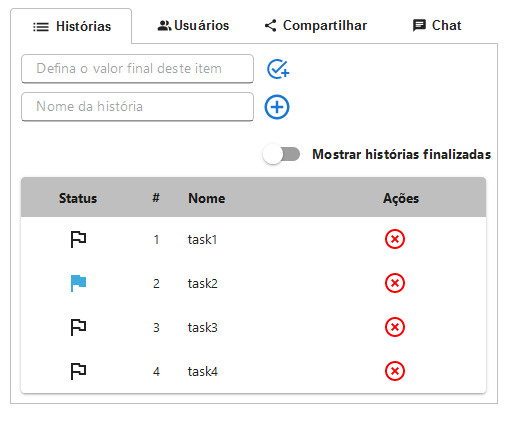 Histórias Usuários Compartilhar Chat
Defina o valor final deste item
Nome da história
Mostrar histórias finalizadas
Status # Nome Ações
1 task1
2 task2
3 task3
4 task4